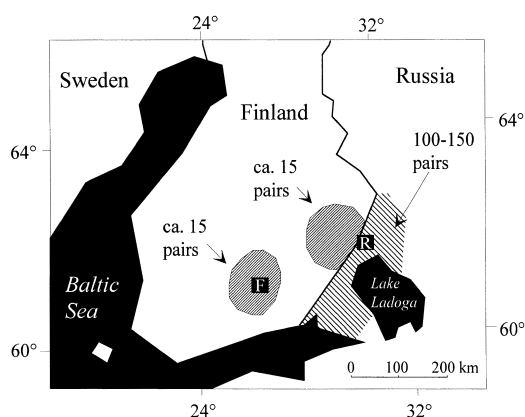 24°
32°
Sweden
Russia
Finland
64°
64°
100-150
pairs
ca. 15
pairs
ca. 15
pairs
R
F
Baltic
Sea
Lake
Ladoga
60°
60°
0 100 200 km
24°
32°